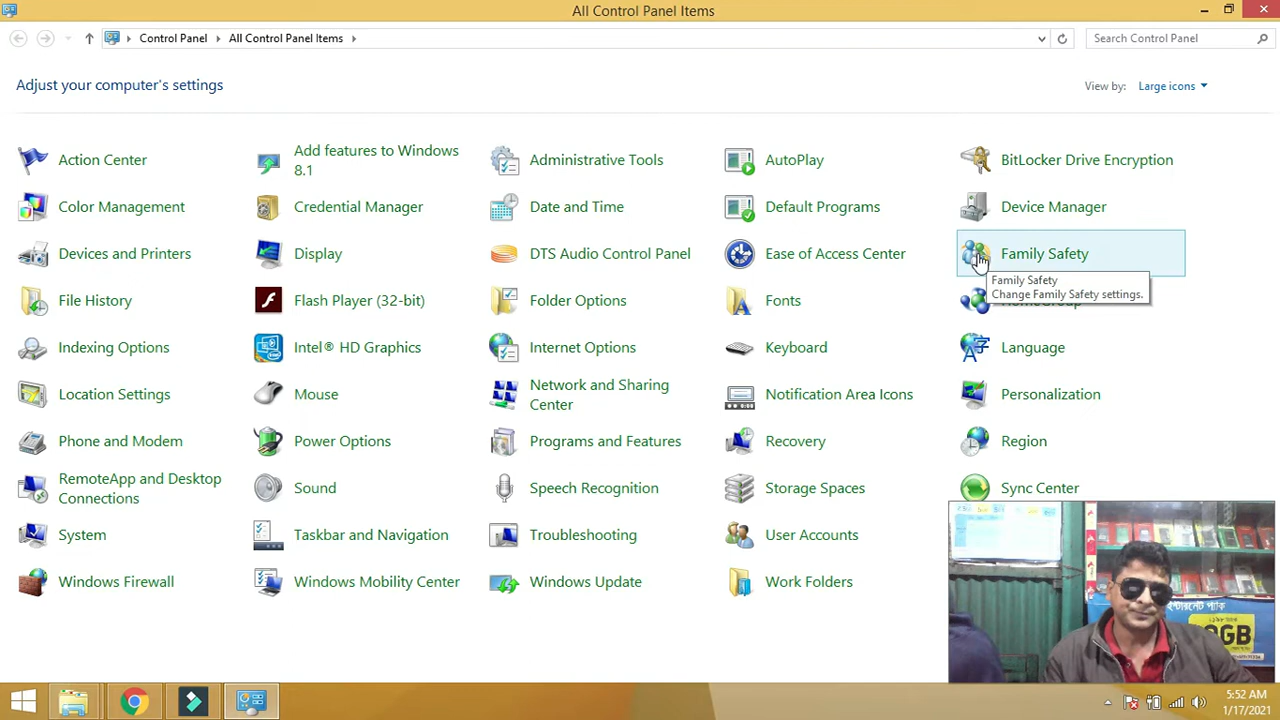 All Control Panel Items
Control Panel
All Control Panel Items
Search Control Panel
Adjust your computer's settings
View by:
Large icons
Action Center
Add features to Windows
8.1
Administrative Tools
AutoPlay
BitLocker Drive Encryption
Color Management
Credential Manager
Date and Time
Default Programs
Device Manager
Devices and Printers
Display
DTS Audio Control Panel
Ease of Access Center
Family Safety
Family Safety
Change Family Safety settings.
File History
Flash Player (32-bit)
Folder Options
Fonts
HomeGroup
Indexing Options
Intel® HD Graphics
Internet Options
Keyboard
Language
Location Settings
Mouse
Network and Sharing
Center
Notification Area Icons
Personalization
Phone and Modem
Power Options
Programs and Features
Recovery
Region
RemoteApp and Desktop
Connections
Sound
Speech Recognition
Storage Spaces
Sync Center
System
Taskbar and Navigation
Troubleshooting
User Accounts
Windows Firewall
Windows Mobility Center
Windows Update
Work Folders
GB
5:52 AM
1/17/2021